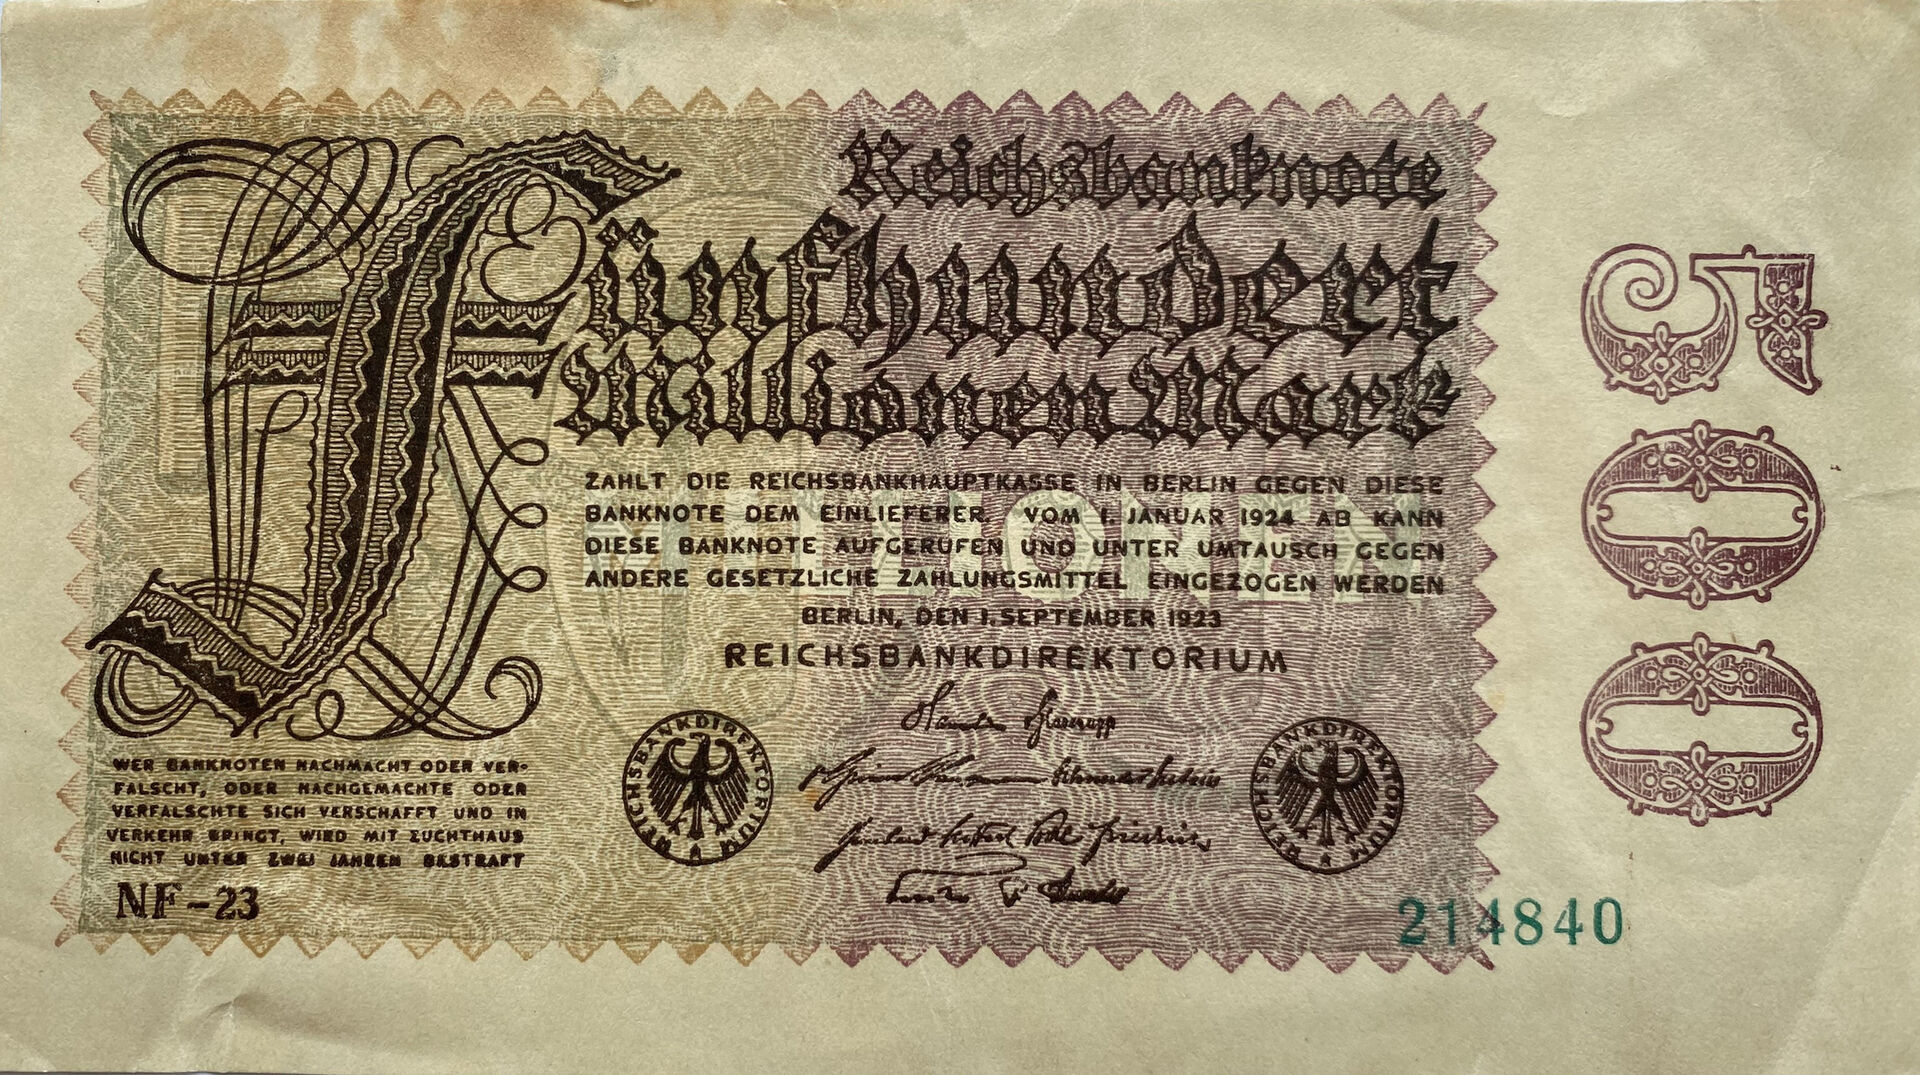 Reichsbanknote
Fünfhundert
Millionen Mark
500
MILLIONEN
ZAHLT DIE REICHSBANKHAUPTKASSE IN BERLIN GEGEN DIESE
BANKNOTE DEM EINLIEFERER. VOM 1. JANUAR 1924 AB KANN
DIESE BANKNOTE AUFGERUFEN UND UNTER UMTAUSCH GEGEN
ANDERE GESETZLICHE ZAHLUNGSMITTEL EINGEZOGEN WERDEN
BERLIN, DEN 1. SEPTEMBER 1923
REICHSBANKDIREKTORIUM
REICHSBANKDIREKTORIUM
REICHSBANKDIREKTORIUM
WER BANKNOTEN NACHMACHT ODER VER-
FALSCHT, ODER NACHGEMACHTE ODER
VERFALSCHTE SICH VERSCHAFFT UND IN
VERKEHR BRINGT, WIRD MIT ZUCHTHAUS
NICHT UNTER ZWEI JAHREN BESTRAFT
NF-23
214840